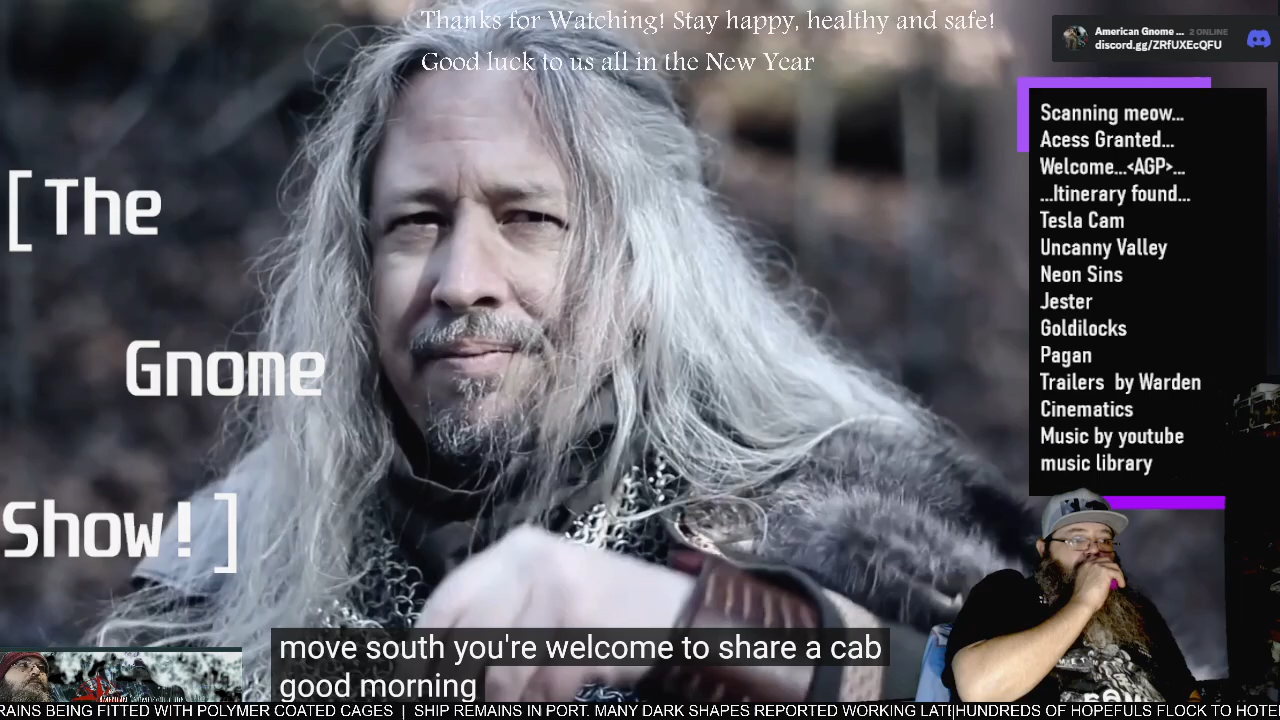 Thanks for Watching! Stay happy, healthy and safe!
Good luck to us all in the New Year
American Gnome ... 2 ONLINE
discord.gg/ZRfUXEcQFU
[The
Gnome
Show!]
Scanning meow...
Acess Granted...
Welcome...<AGP>...
...Itinerary found...
Tesla Cam
Uncanny Valley
Neon Sins
Jester
Goldilocks
Pagan
Trailers by Warden
Cinematics
Music by youtube
music library
move south you're welcome to share a cab
good morning
RAINS BEING FITTED WITH POLYMER COATED CAGES | SHIP REMAINS IN PORT. MANY DARK SHAPES REPORTED WORKING LATE|HUNDREDS OF HOPEFULS FLOCK TO HOTE